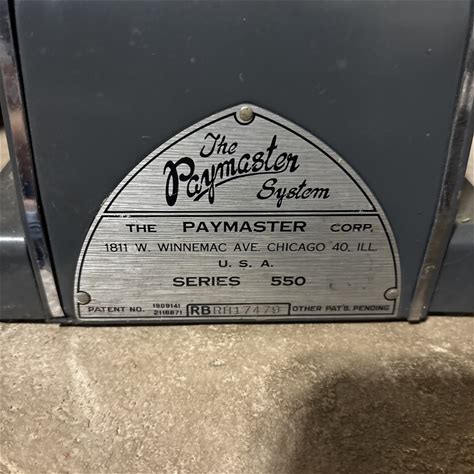 The
Paymaster
System
THE PAYMASTER CORP.
1811 W. WINNEMAC AVE. CHICAGO 40, ILL.
U. S. A.
SERIES 550
PATENT NO. 1909141 2118871 RB OTHER PAT'S. PENDING